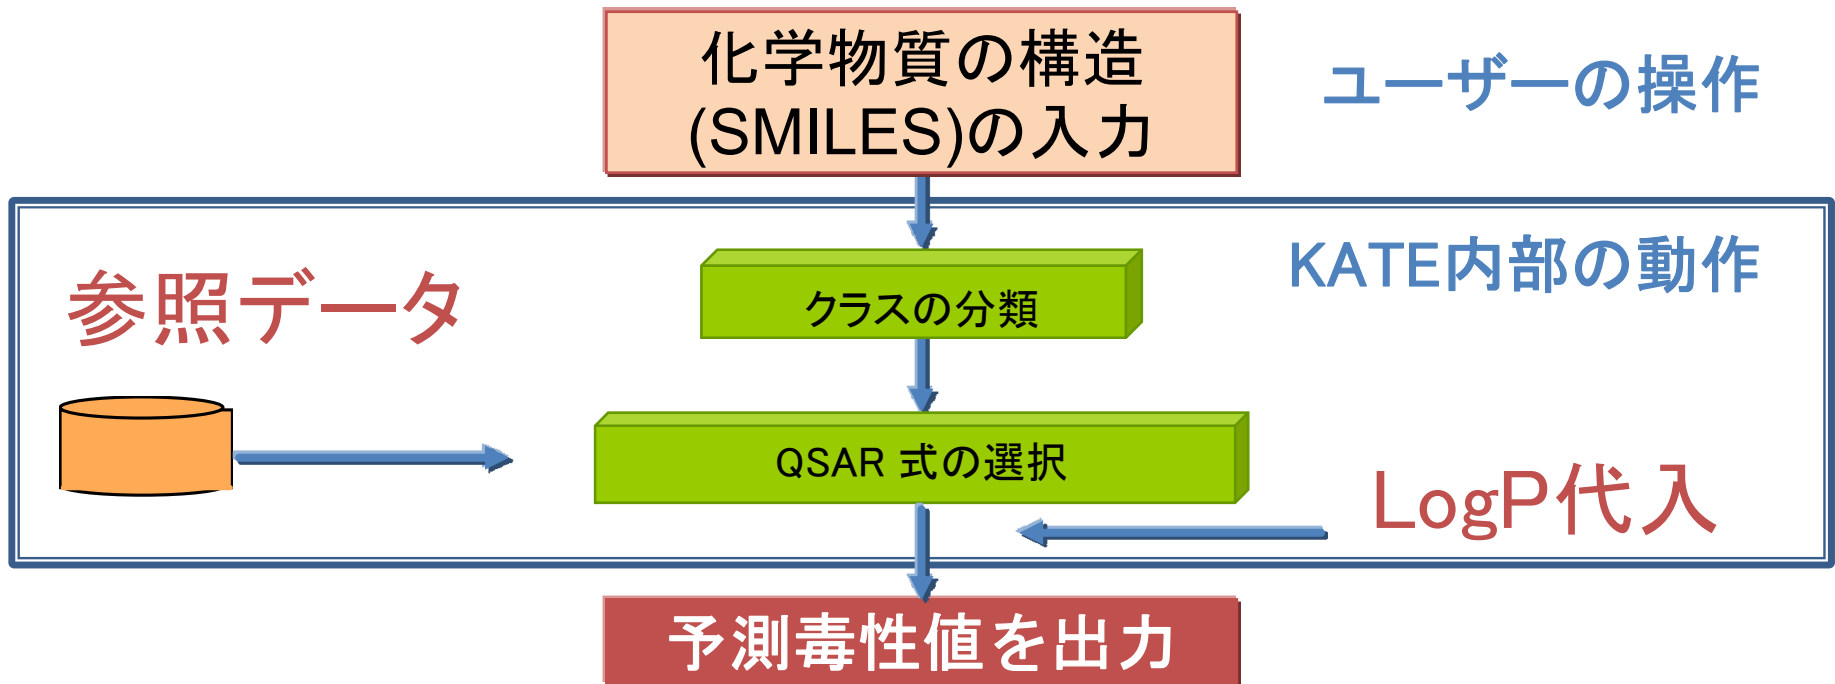 化学物質の構造
(SMILES)の入力
ユーザーの操作
KATE内部の動作
参照データ
クラスの分類
QSAR 式の選択
LogP代入
予測毒性値を出力